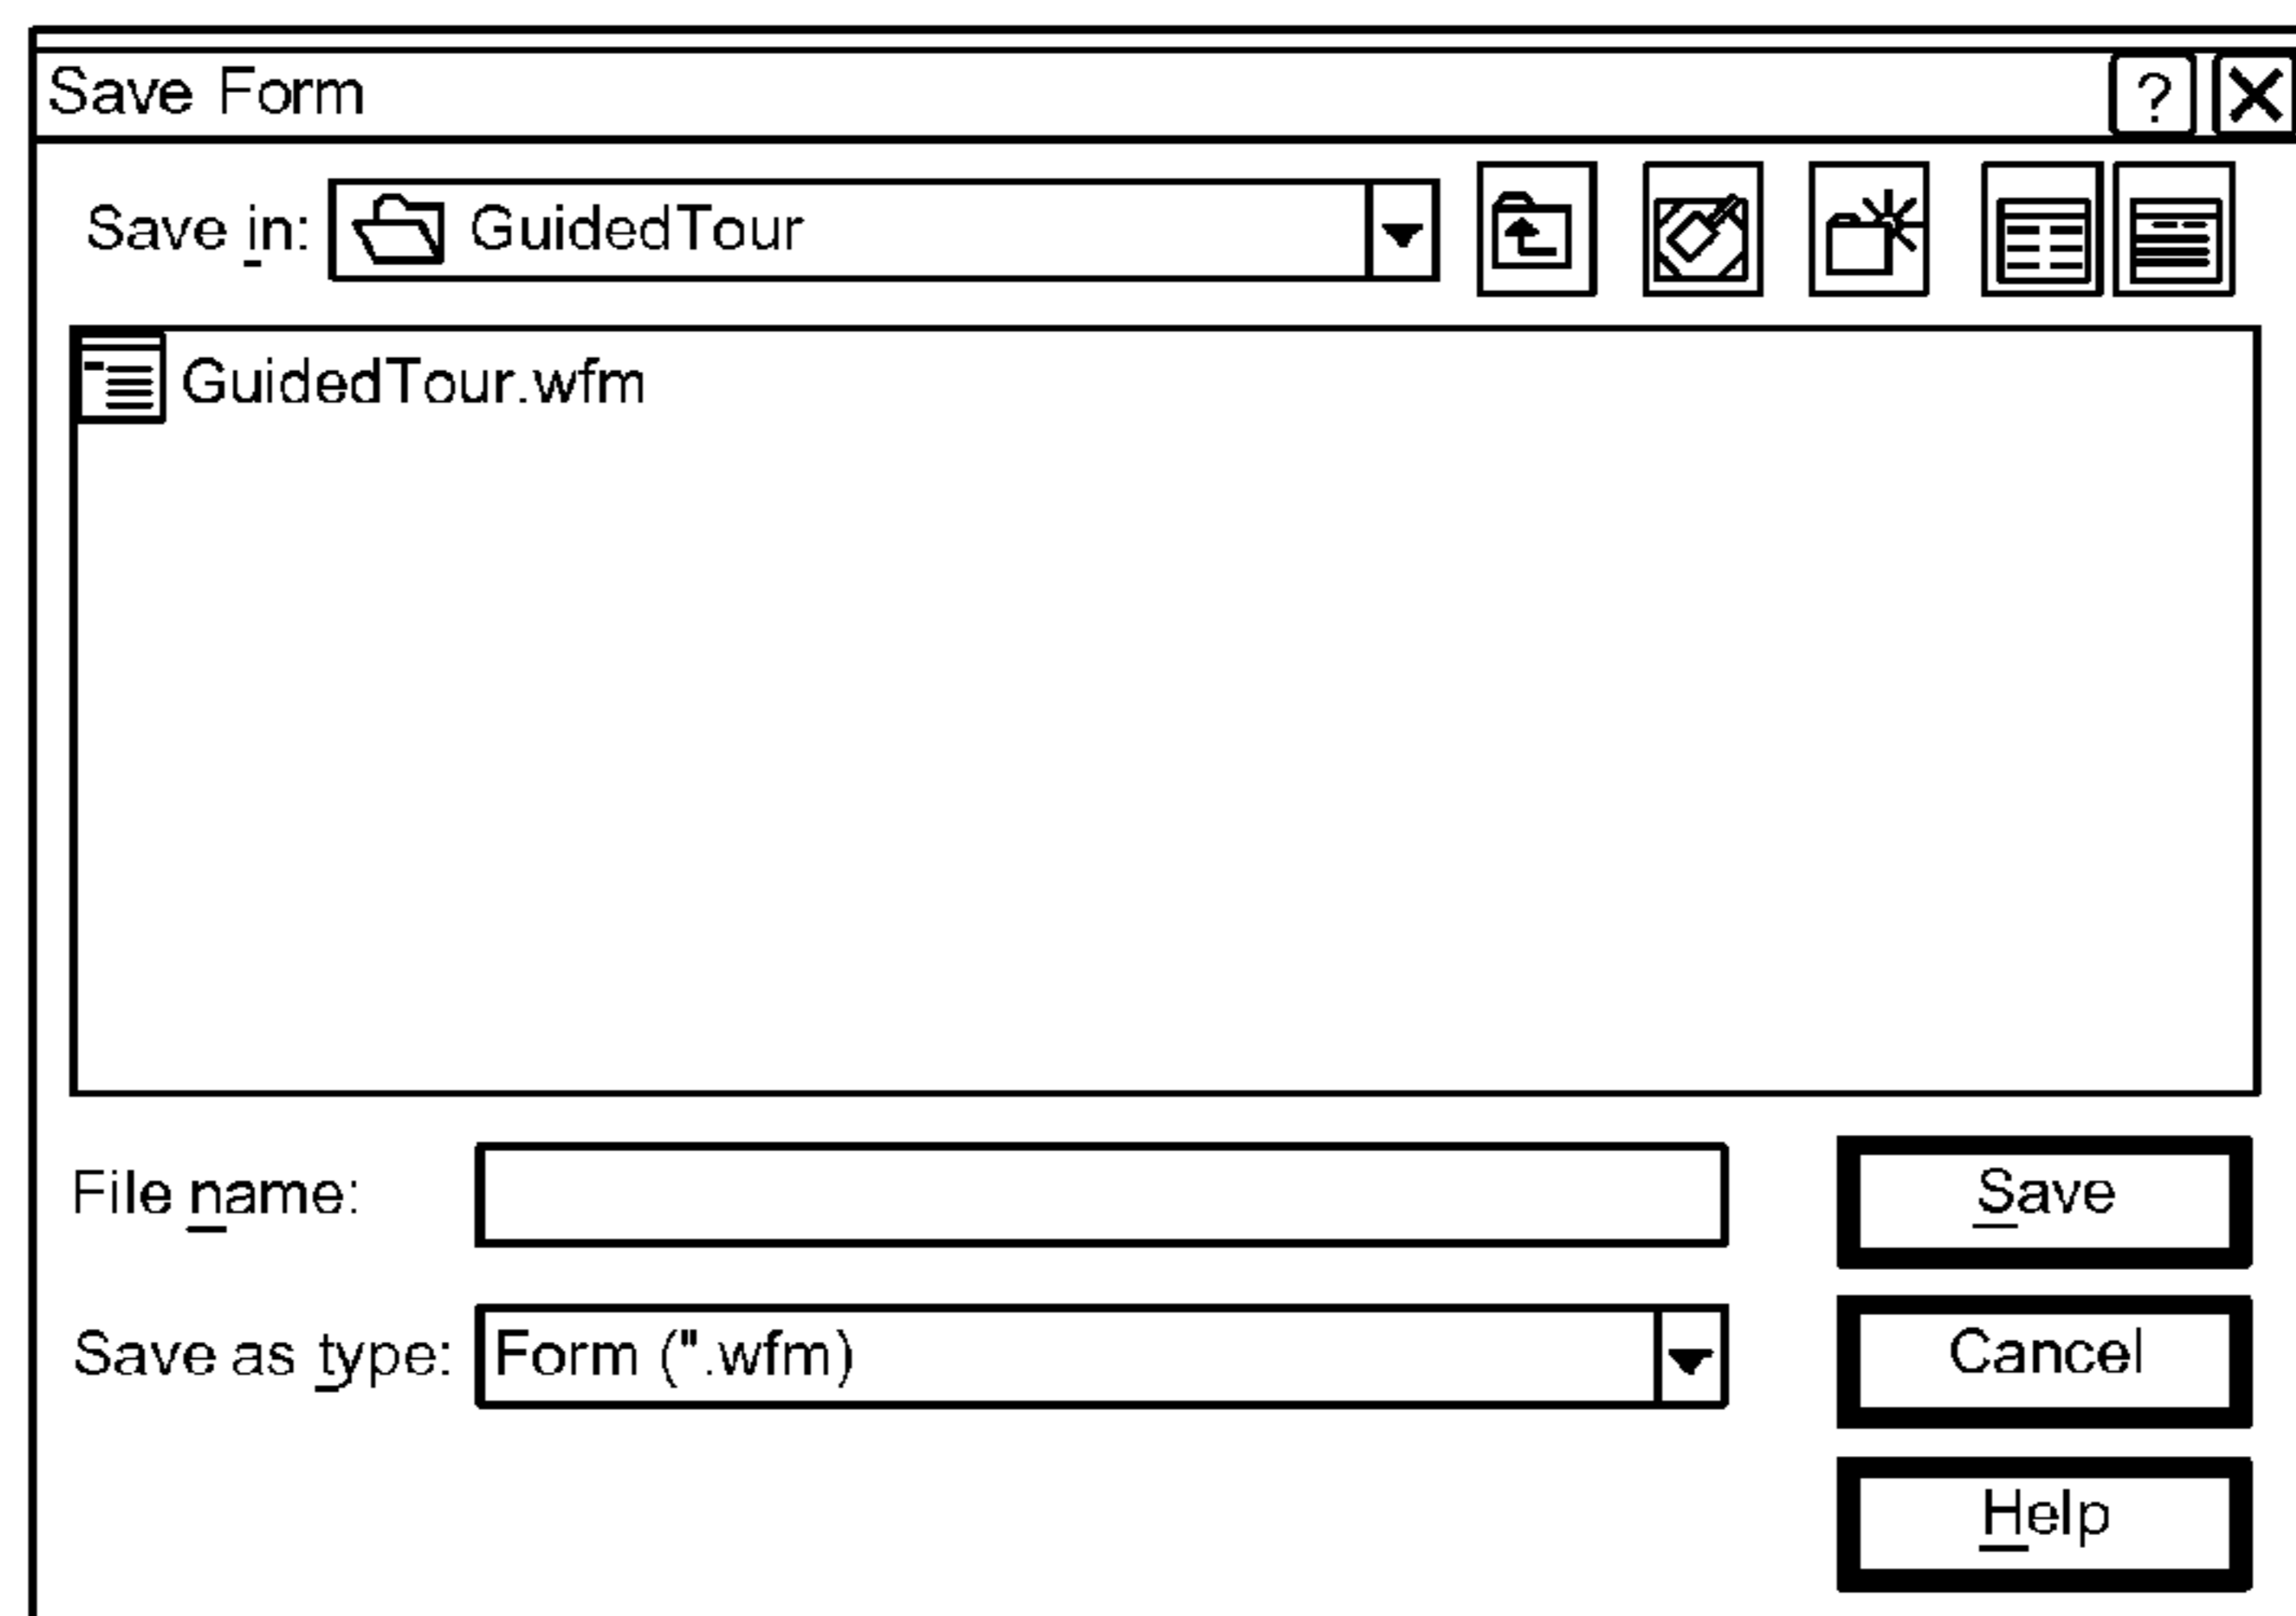 Save Form ?
Save in: GuidedTour
GuidedTour.wfm
File name: Save
Save as type: Form (".wfm) Cancel
Help